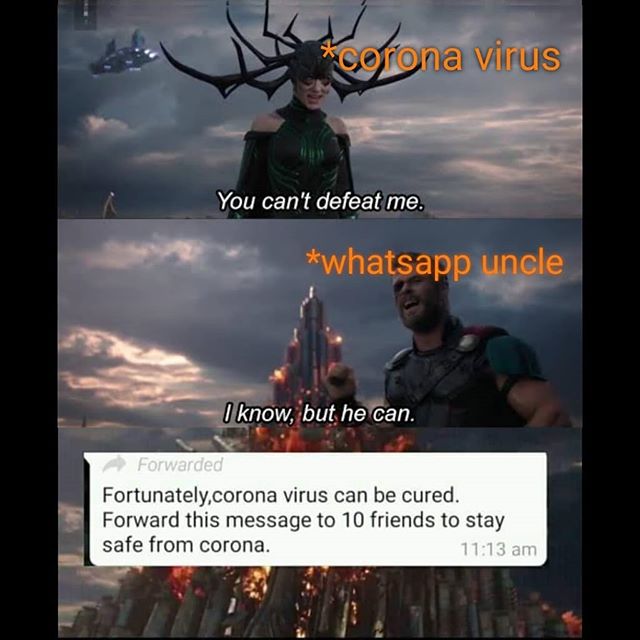 *corona virus
You can't defeat me.
*whatsapp uncle
I know, but he can.
Forwarded
Fortunately,corona virus can be cured.
Forward this message to 10 friends to stay
safe from corona.
11:13 am